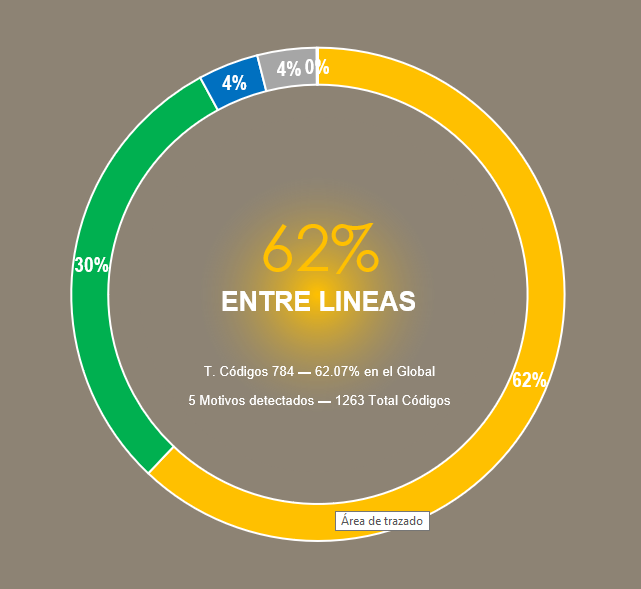 4%
4%
0%
30%
62%
ENTRE LINEAS
T. Códigos 784 — 62.07% en el Global
5 Motivos detectados — 1263 Total Códigos
62%
Área de trazado